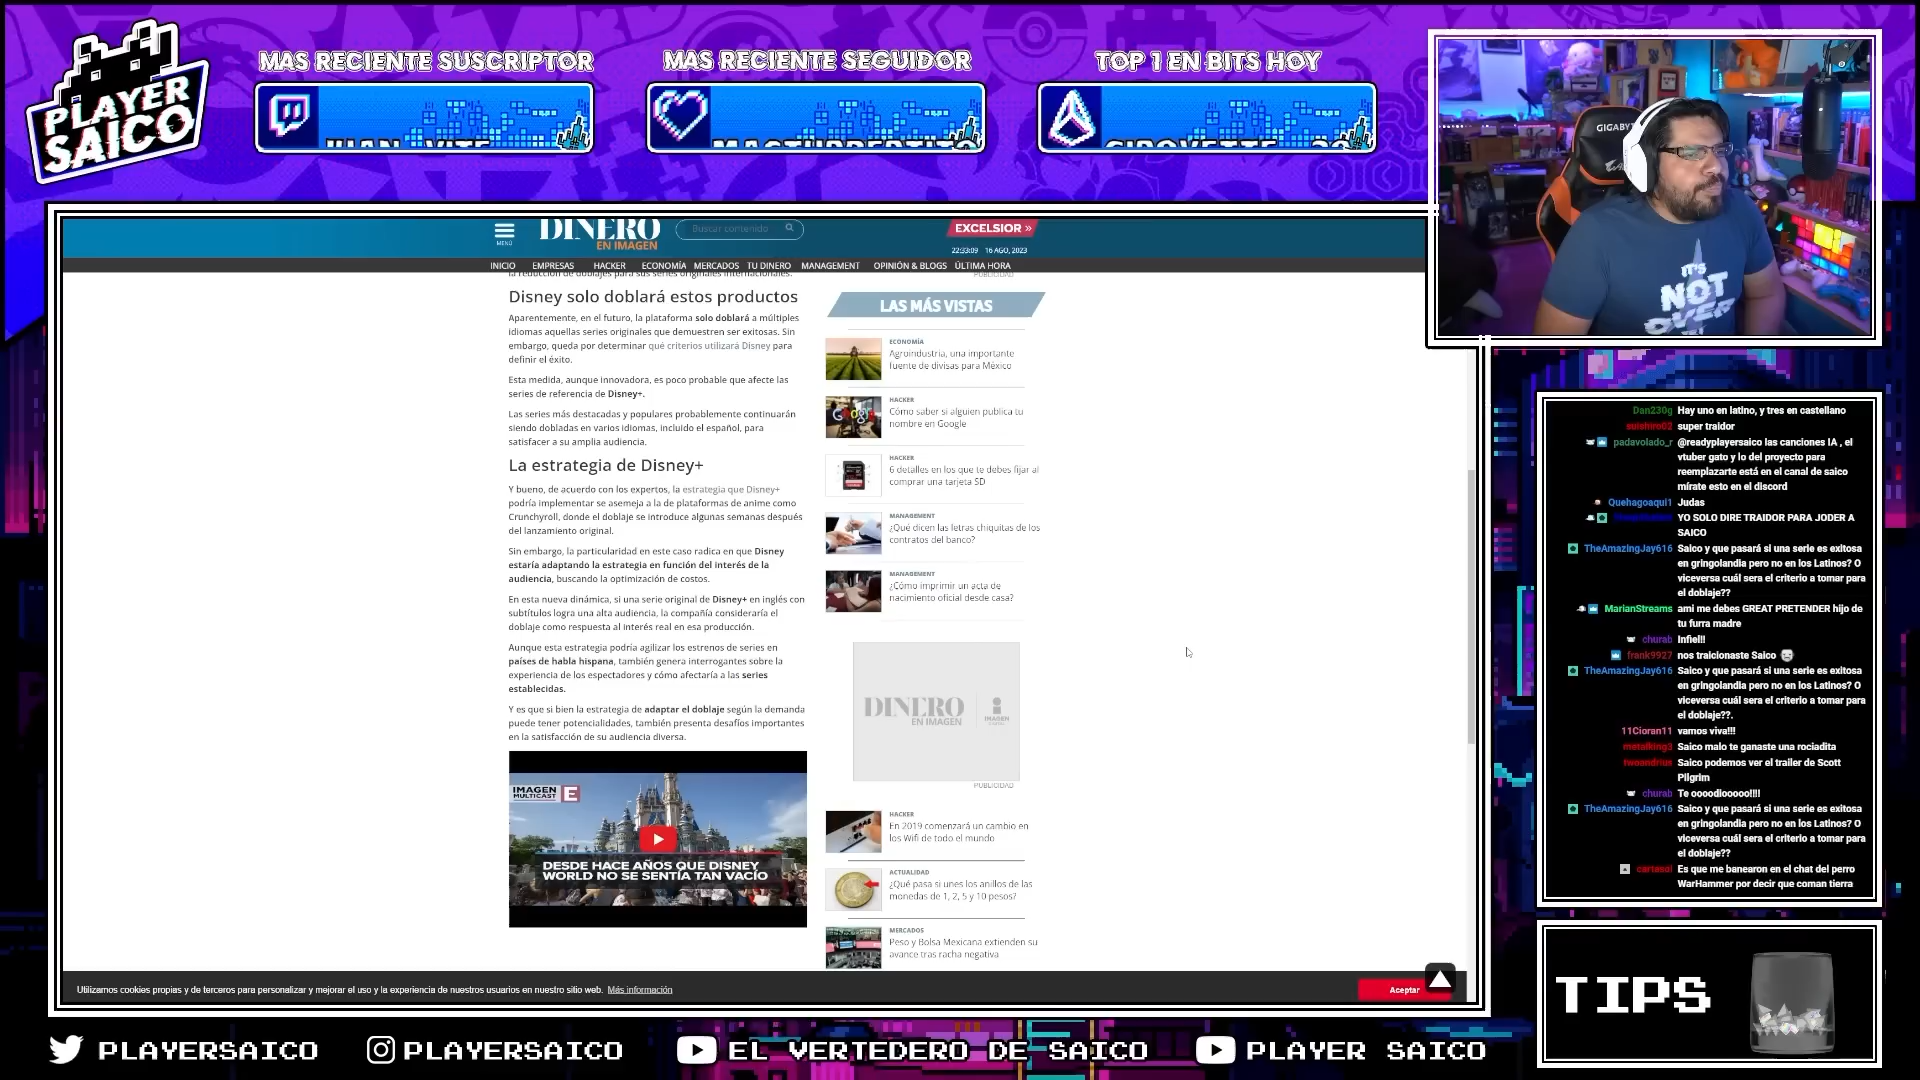 PLAYER
SAICO
MAS RECIENTE SUSCRIPTOR
MAS RECIENTE SEGUIDOR
TOP 1 EN BITS HOY
GIGABYTE
IT'S
NOT
OVER
MENÚ
DINERO
EN IMAGEN
Buscar contenido
EXCELSIOR »
22:33:09 16 AGO, 2023
INICIO EMPRESAS HACKER ECONOMÍA MERCADOS TU DINERO MANAGEMENT OPINIÓN & BLOGS ÚLTIMA HORA
la reducción de doblajes para sus series originales internacionales.
PUBLICIDAD
Disney solo doblará estos productos
Aparentemente, en el futuro, la plataforma solo doblará a múltiples
idiomas aquellas series originales que demuestren ser exitosas. Sin
embargo, queda por determinar qué criterios utilizará Disney para
definir el éxito.
Esta medida, aunque innovadora, es poco probable que afecte las
series de referencia de Disney+.
Las series más destacadas y populares probablemente continuarán
siendo dobladas en varios idiomas, incluido el español, para
satisfacer a su amplia audiencia.
La estrategia de Disney+
Y bueno, de acuerdo con los expertos, la estrategia que Disney+
podría implementar se asemeja a la de plataformas de anime como
Crunchyroll, donde el doblaje se introduce algunas semanas después
del lanzamiento original.
Sin embargo, la particularidad en este caso radica en que Disney
estaría adaptando la estrategia en función del interés de la
audiencia, buscando la optimización de costos.
En esta nueva dinámica, si una serie original de Disney+ en inglés con
subtítulos logra una alta audiencia, la compañía consideraría el
doblaje como respuesta al interés real en esa producción.
Aunque esta estrategia podría agilizar los estrenos de series en
países de habla hispana, también genera interrogantes sobre la
experiencia de los espectadores y cómo afectaría a las series
establecidas.
Y es que si bien la estrategia de adaptar el doblaje según la demanda
puede tener potencialidades, también presenta desafíos importantes
en la satisfacción de su audiencia diversa.
IMAGEN
MULTICAST E
DESDE HACE AÑOS QUE DISNEY
WORLD NO SE SENTÍA TAN VACÍO
LAS MÁS VISTAS
ECONOMÍA
Agroindustria, una importante
fuente de divisas para México
HACKER
Cómo saber si alguien publica tu
nombre en Google
HACKER
6 detalles en los que te debes fijar al
comprar una tarjeta SD
MANAGEMENT
¿Qué dicen las letras chiquitas de los
contratos del banco?
MANAGEMENT
¿Cómo imprimir un acta de
nacimiento oficial desde casa?
DINERO
EN IMAGEN
IMAGEN
PUBLICIDAD
HACKER
En 2019 comenzará un cambio en
los Wifi de todo el mundo
ACTUALIDAD
¿Qué pasa si unes los anillos de las
monedas de 1, 2, 5 y 10 pesos?
MERCADOS
Peso y Bolsa Mexicana extienden su
avance tras racha negativa
Utilizamos cookies propias y de terceros para personalizar y mejorar el uso y la experiencia de nuestros usuarios en nuestro sitio web. Más información
Aceptar
Dan230g Hay uno en latino, y tres en castellano
suishiro02 super traidor
padavolado_r @readyplayersaico las canciones IA , el
vtuber gato y lo del proyecto para
reemplazarte está en el canal de saico
mírate esto en el discord
Quehagoaqui1 Judas
YO SOLO DIRE TRAIDOR PARA JODER A
SAICO
TheAmazingJay616 Saico y que pasará si una serie es exitosa
en gringolandia pero no en los Latinos? O
viceversa cuál sera el criterio a tomar para
el doblaje??
MarianStreams ami me debes GREAT PRETENDER hijo de
tu furra madre
churab Infiel!!
frank9927 nos traicionaste Saico
TheAmazingJay616 Saico y que pasará si una serie es exitosa
en gringolandia pero no en los Latinos? O
viceversa cuál sera el criterio a tomar para
el doblaje??.
11Cioran11 vamos viva!!!
metalking3 Saico malo te ganaste una rociadita
twoandrius Saico podemos ver el trailer de Scott
Pilgrim
churab Te oooodiooooo!!!!
TheAmazingJay616 Saico y que pasará si una serie es exitosa
en gringolandia pero no en los Latinos? O
viceversa cuál sera el criterio a tomar para
el doblaje??
cartasol Es que me banearon en el chat del perro
WarHammer por decir que coman tierra
TIPS
PLAYERSAICO
PLAYERSAICO
EL VERTEDERO DE SAICO
PLAYER SAICO